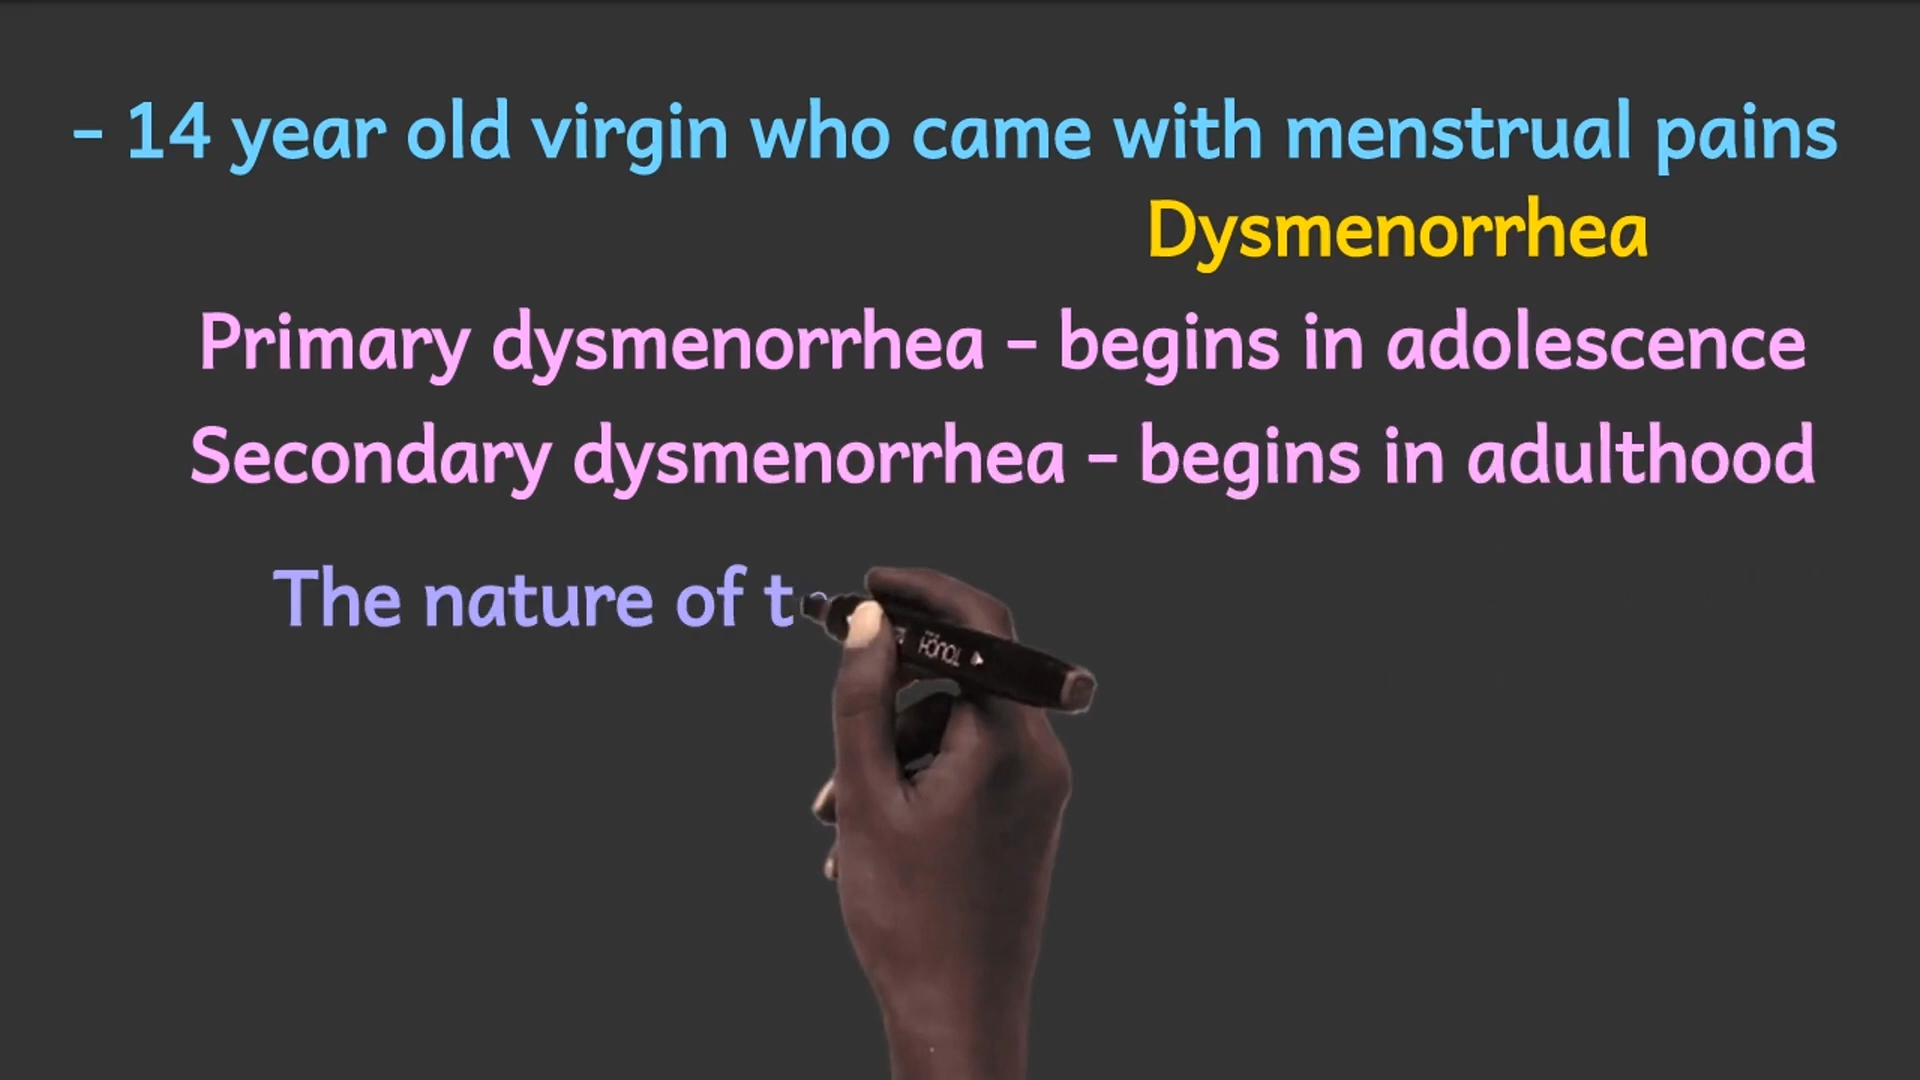 - 14 year old virgin who came with menstrual pains
Dysmenorrhea
Primary dysmenorrhea - begins in adolescence
Secondary dysmenorrhea - begins in adulthood
The nature of t
TOUCH